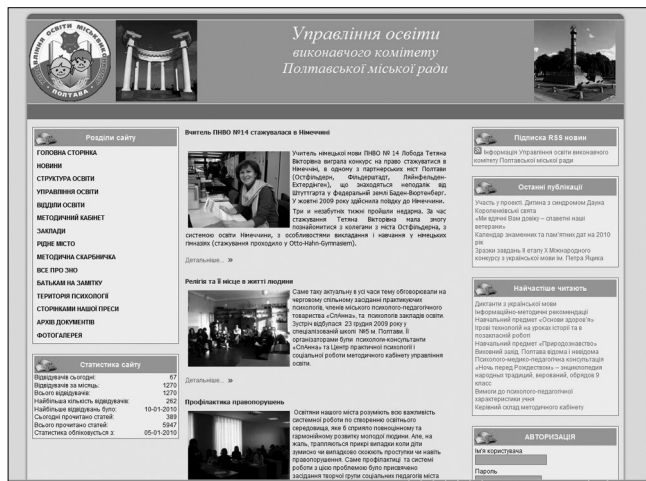 Управління освіти
виконавчого комітету
Полтавської міської ради
ПОЛТАВА
Розділи сайту
ГОЛОВНА СТОРІНКА
НОВИНИ
СТРУКТУРА ОСВІТИ
УПРАВЛІННЯ ОСВІТИ
ВІДДІЛИ ОСВІТИ
МЕТОДИЧНИЙ КАБІНЕТ
ЗАКЛАДИ
РІДНЕ МІСТО
МЕТОДИЧНА СКАРБНИЧКА
ВСЕ ПРО ЗНО
БАТЬКАМ НА ЗАМІТКУ
ТЕРИТОРІЯ ПСИХОЛОГІЇ
СТОРІНКАМИ НАШОЇ ПРЕСИ
АРХІВ ДОКУМЕНТІВ
ФОТОГАЛЕРЕЯ
Статистика сайту
Відвідувачів сьогодні: 67
Відвідувачів за місяць: 1270
Всього відвідувачів: 1270
Найбільша кількість відвідувачів: 262
Найбільше відвідувань було: 10-01-2010
Сьогодні прочитано статей: 389
Всього прочитано статей: 5947
Статистика обліковується з: 05-01-2010
Вчитель ПНВО №14 стажувалася в Німеччині
Учитель німецької мови ПНВО № 14 Лобода Тетяна
Вікторівна виграла конкурс на право стажуватися в
Німеччині, в одному з партнерських міст Полтави
(Остфільдерн, Фільдерштадт, Ляйнфельден-
Ехтердінген), що знаходяться неподалік від
Штутгарта у федеральній землі Баден-Вюртенберг.
У жовтні 2009 року здійснила поїздку до Німеччини.
Три и незабутніх тижні пройшли недарма. За час
стажування Тетяна Вікторівна мала змогу
познайомитися з колегами з міста Остфільдерна, з
системою освіти Німеччини, з особливостями викладання і навчання у німецьких
гімназіях (стажування проходило у Otto-Hahn-Gymnasiem).
Детальніше... »
Релігія та її місце в житті людини
Саме таку актуальну в усі часи тему обговорювали на
черговому спільному засіданні практикуючих
психологів, членів міського психолого-педагогічного
товариства «СпАнка», та психологів закладів освіти.
Зустріч відбулася 23 грудня 2009 року у
спеціалізованій школі №5 м. Полтави. Її
організаторами були психологи-консультанти
«СпАнка» та Центр практичної психології і
соціальної роботи методичного кабінету управління
освіти.
Детальніше... »
Профілактика правопорушень
Освітяни нашого міста розуміють всю важливість
системної роботи по створенню освітнього
середовища, яке б сприяло повноцінному та
гармонійному розвитку молодої людини. Але, на
жаль, трапляються прикрі випадки коли діти
зумисно чи випадково скоюють проступки чи навіть
правопорушення. Саме профілактиці та системі
роботи з цією проблемою було присвячено
засідання творчої групи соціальних педагогів міста
Підписка RSS новин
Інформація Управління освіти виконавчого
комітету Полтавської міської ради
Останні публікації
Участь у проекті. Дитина з синдромом Дауна
Короленківські свята
«Ми вдячні Вам довіку –славетні наші
ветерани»
Календар знаменних та пам'ятних дат на 2010
рік
Зразки завдань ІІ етапу Х Міжнародного
конкурсу з української мови ім. Петра Яцика
Найчастіше читають
Диктанти з української мови
Інформаційно-методичні рекомендації
Навчальний предмет «Основи здоров'я»
Ігрові технології на уроках історії та в
позакласній роботі
Навчальний предмет «Природознавство»
Виховний захід. Полтава відома і невідома
Психолого-медико-педагогічна консультація
«Ночь перед Рождеством» – энциклопедия
народных традиций, верований, обрядов 9
класс
Вимоги до психолого-педагогічної
характеристики учня
Керівний склад методичного кабінету
АВТОРИЗАЦІЯ
Ім'я користувача
Пароль